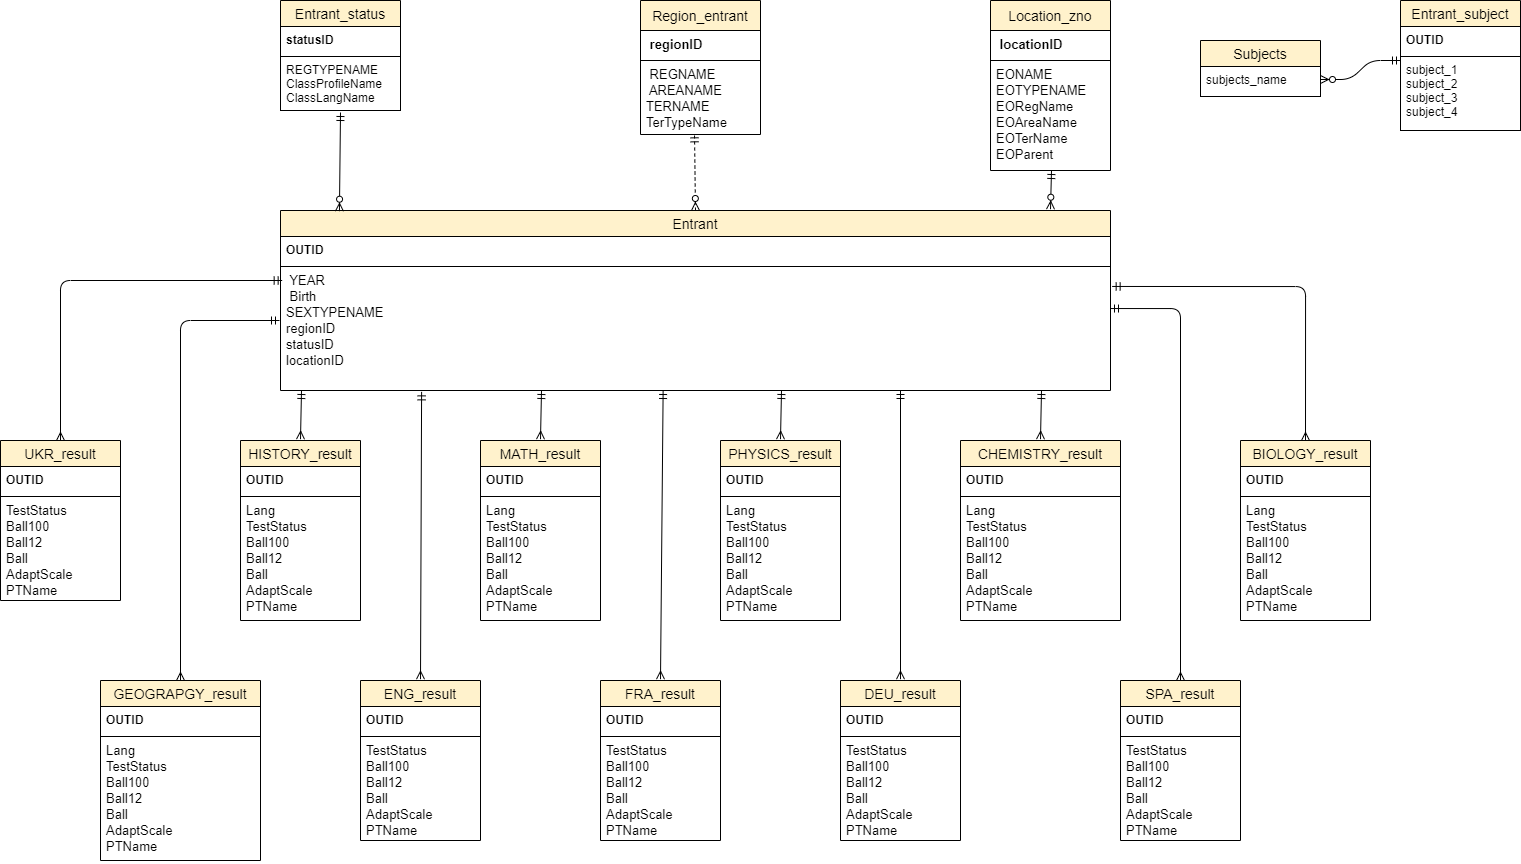 Entrant_status
statusID
REGTYPENAME
ClassProfileName
ClassLangName
Region_entrant
regionID
REGNAME
AREANAME
TERNAME
TerTypeName
Location_zno
locationID
EONAME
EOTYPENAME
EORegName
EOAreaName
EOTerName
EOParent
Subjects
subjects_name
Entrant_subject
OUTID
subject_1
subject_2
subject_3
subject_4
Entrant
OUTID
YEAR
Birth
SEXTYPENAME
regionID
statusID
locationID
UKR_result
OUTID
TestStatus
Ball100
Ball12
Ball
AdaptScale
PTName
HISTORY_result
OUTID
Lang
TestStatus
Ball100
Ball12
Ball
AdaptScale
PTName
MATH_result
OUTID
Lang
TestStatus
Ball100
Ball12
Ball
AdaptScale
PTName
PHYSICS_result
OUTID
Lang
TestStatus
Ball100
Ball12
Ball
AdaptScale
PTName
CHEMISTRY_result
OUTID
Lang
TestStatus
Ball100
Ball12
Ball
AdaptScale
PTName
BIOLOGY_result
OUTID
Lang
TestStatus
Ball100
Ball12
Ball
AdaptScale
PTName
GEOGRAPGY_result
OUTID
Lang
TestStatus
Ball100
Ball12
Ball
AdaptScale
PTName
ENG_result
OUTID
TestStatus
Ball100
Ball12
Ball
AdaptScale
PTName
FRA_result
OUTID
TestStatus
Ball100
Ball12
Ball
AdaptScale
PTName
DEU_result
OUTID
TestStatus
Ball100
Ball12
Ball
AdaptScale
PTName
SPA_result
OUTID
TestStatus
Ball100
Ball12
Ball
AdaptScale
PTName